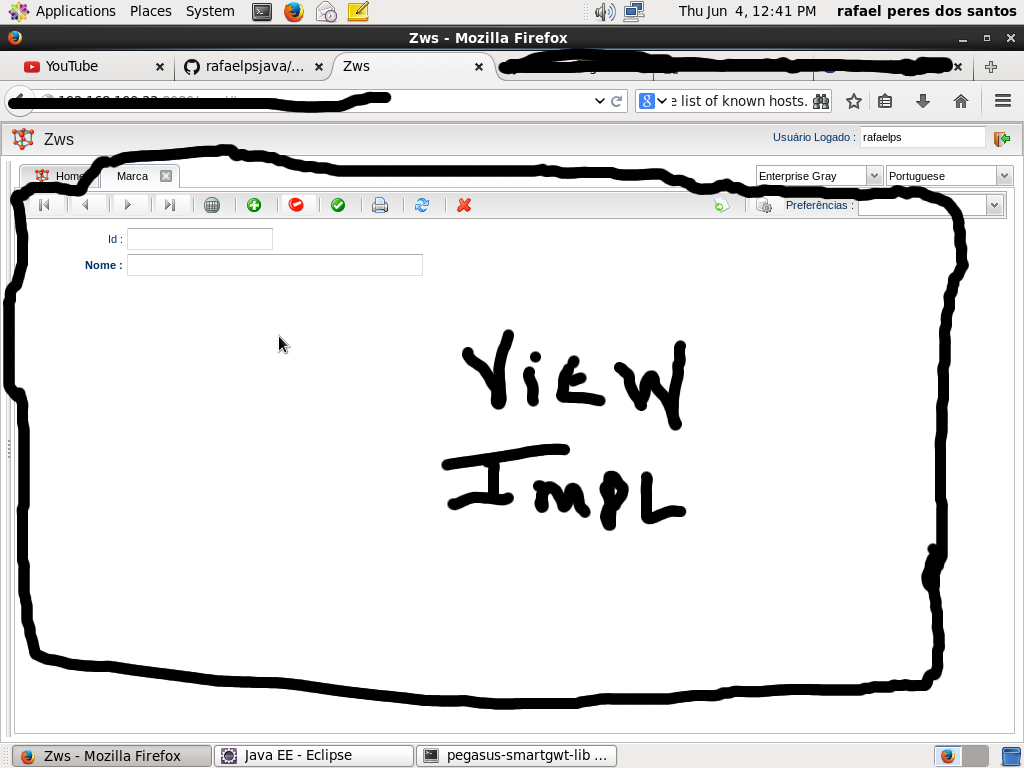 Applications Places System Thu Jun 4, 12:41 PM rafael peres dos santos
Zws - Mozilla Firefox
YouTube rafaelpsjava/... Zws
list of known hosts.
Zws Usuário Logado : rafaelps
Home Marca Enterprise Gray Portuguese
Preferências :
Id :
Nome :
ViEW
ImpL
Zws - Mozilla Firefox Java EE - Eclipse pegasus-smartgwt-lib ...